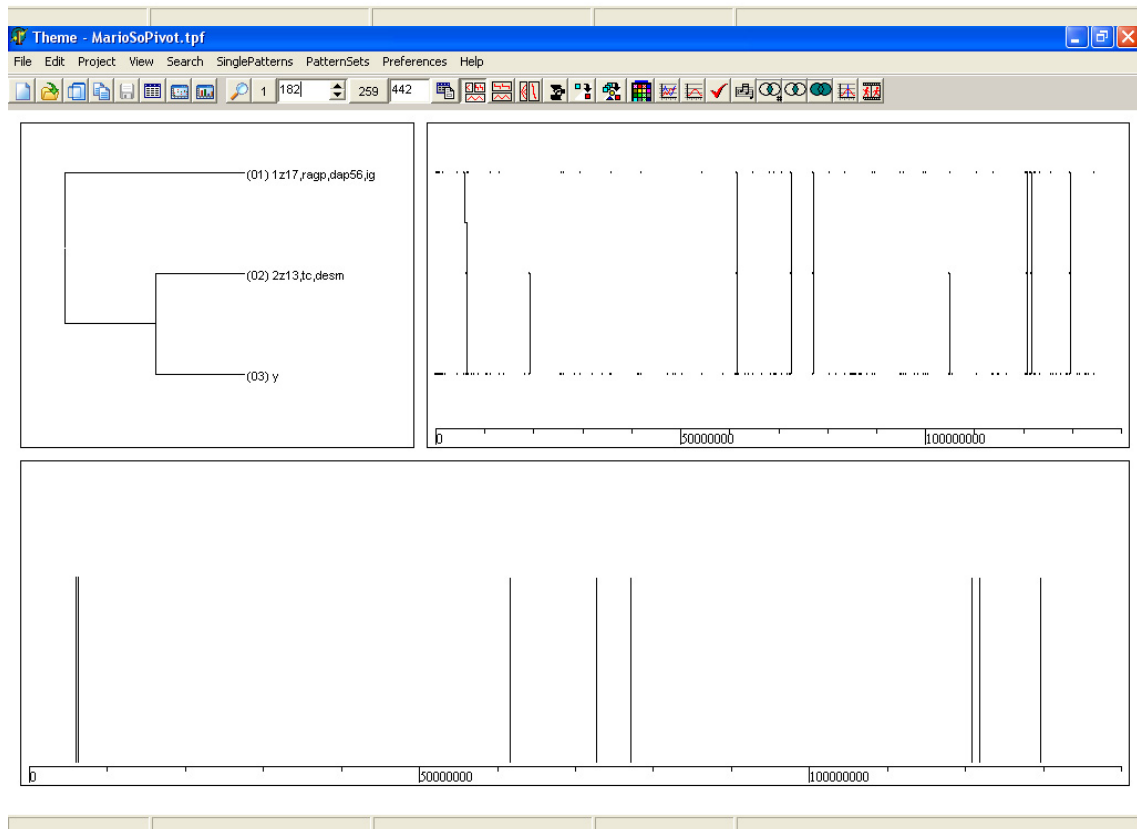 Theme - MarioSoPivot.tpf
File Edit Project View Search SinglePatterns PatternSets Preferences Help
1 182 259 442
(01) 1z17,ragp,dap56,ig
(02) 2z13,tc,desm
(03) y
0 50000000 100000000
0 50000000 100000000